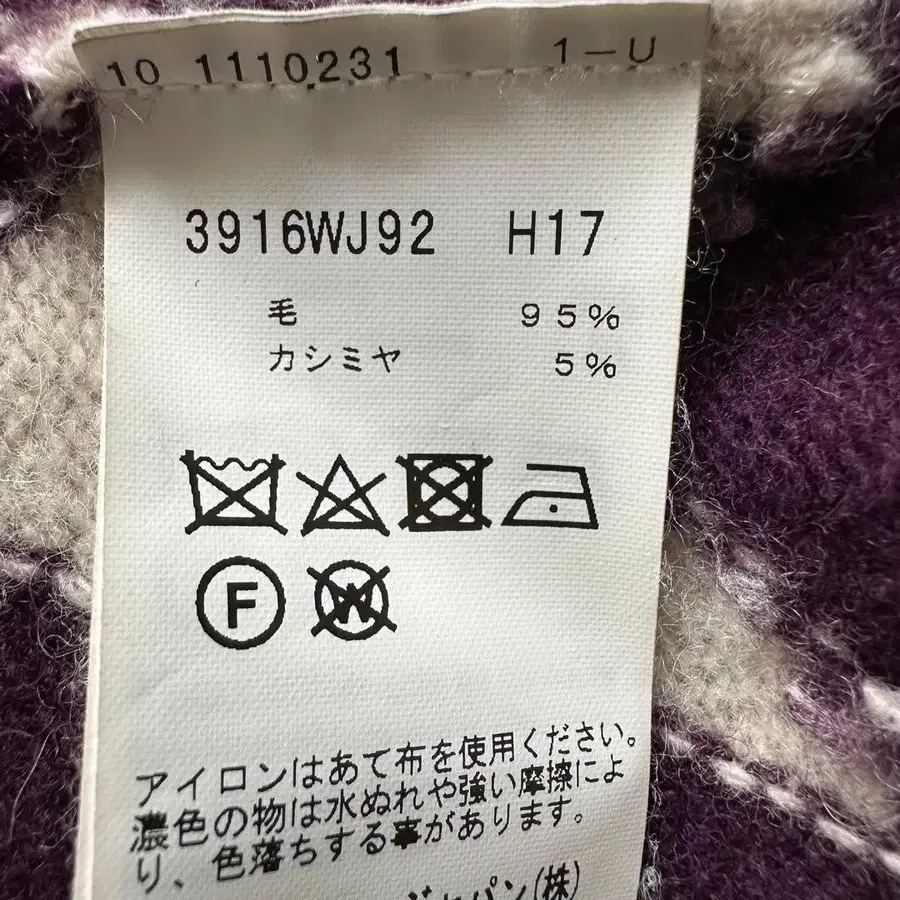 10 1110231 1-U
3916WJ92 H17
毛 95%
カシミヤ 5%
F
W
アイロンはあて布を使用ください。
濃色の物は水ぬれや強い摩擦によ
り、色落ちする事があります。
ジャパン(株)